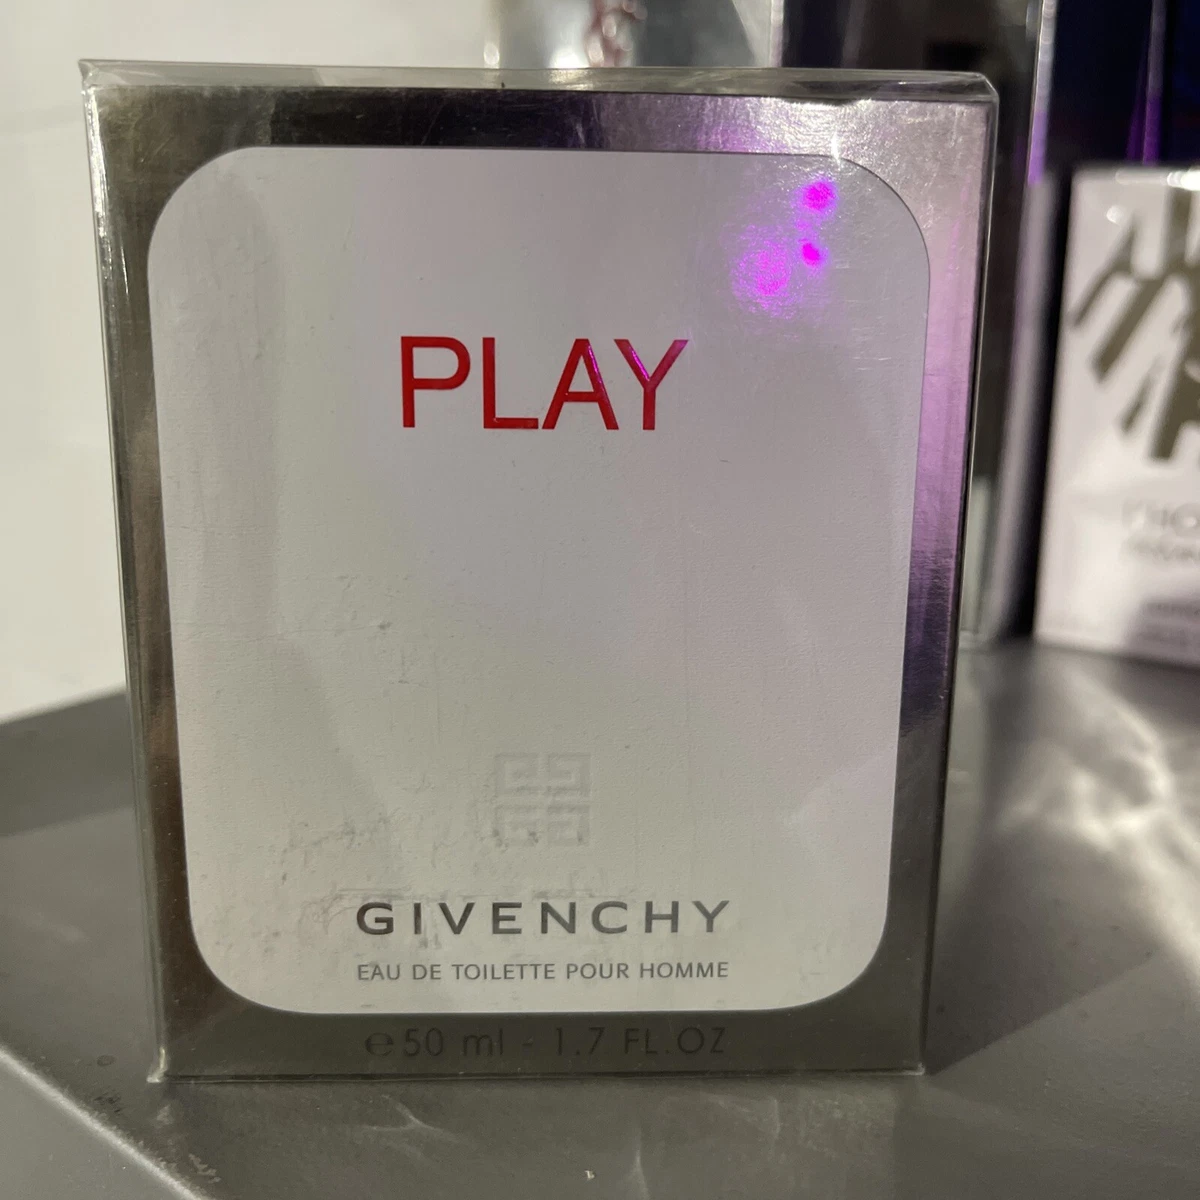 PLAY
GIVENCHY
EAU DE TOILETTE POUR HOMME
℮50 ml - 1.7 FL.OZ